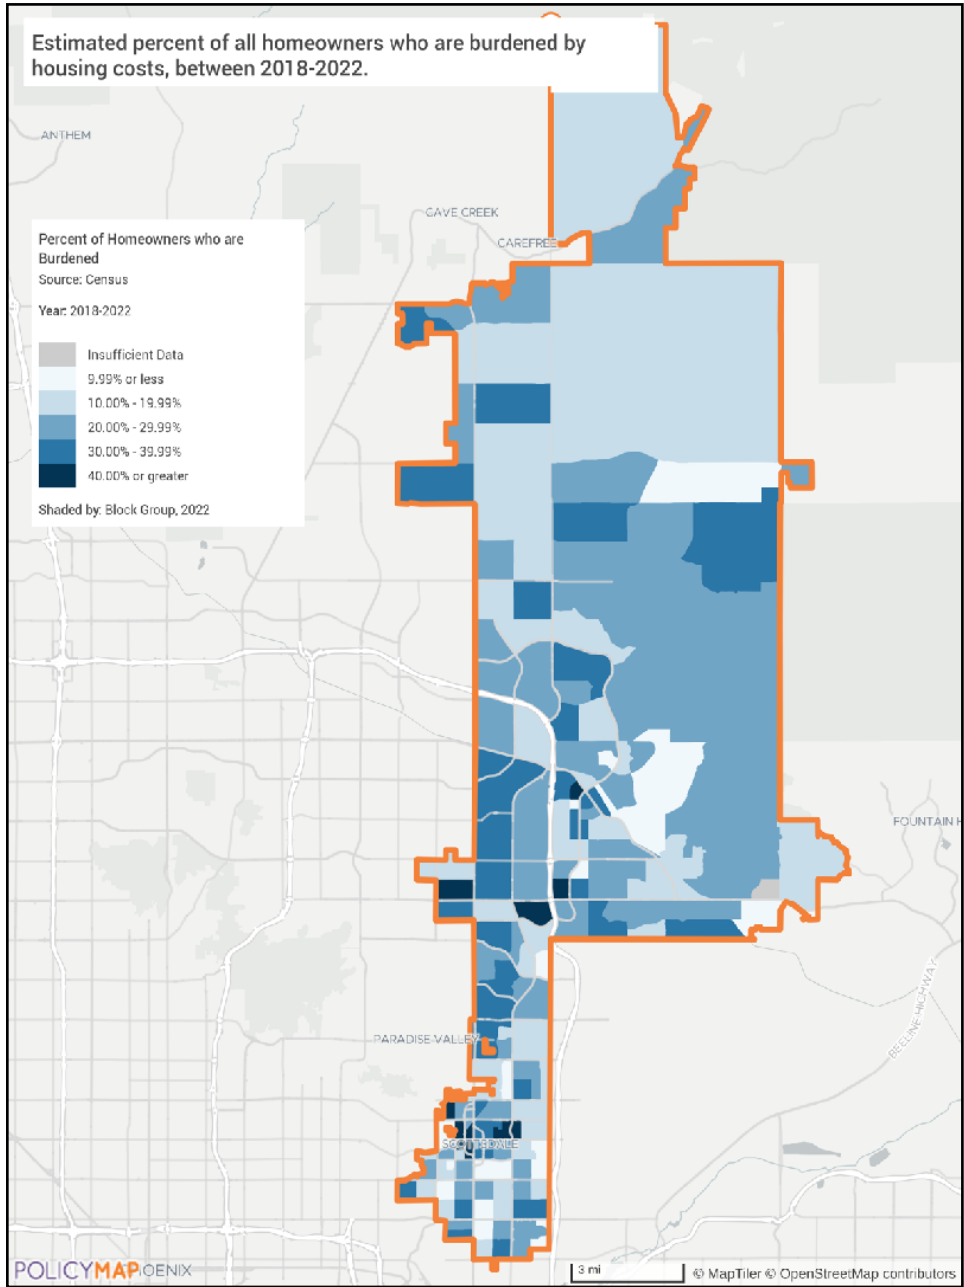 Estimated percent of all homeowners who are burdened by
housing costs, between 2018-2022.
ANTHEM
CAVE CREEK
CAREFREE
Percent of Homeowners who are
Burdened
Source: Census
Year: 2018-2022
Insufficient Data
9.99% or less
10.00% - 19.99%
20.00% - 29.99%
30.00% - 39.99%
40.00% or greater
Shaded by: Block Group, 2022
FOUNTAIN H
BEELINE HIGHWAY
PARADISE VALLEY
SCOTTSDALE
POLICYMAP
OENIX
3 mi
© MapTiler © OpenStreetMap contributors